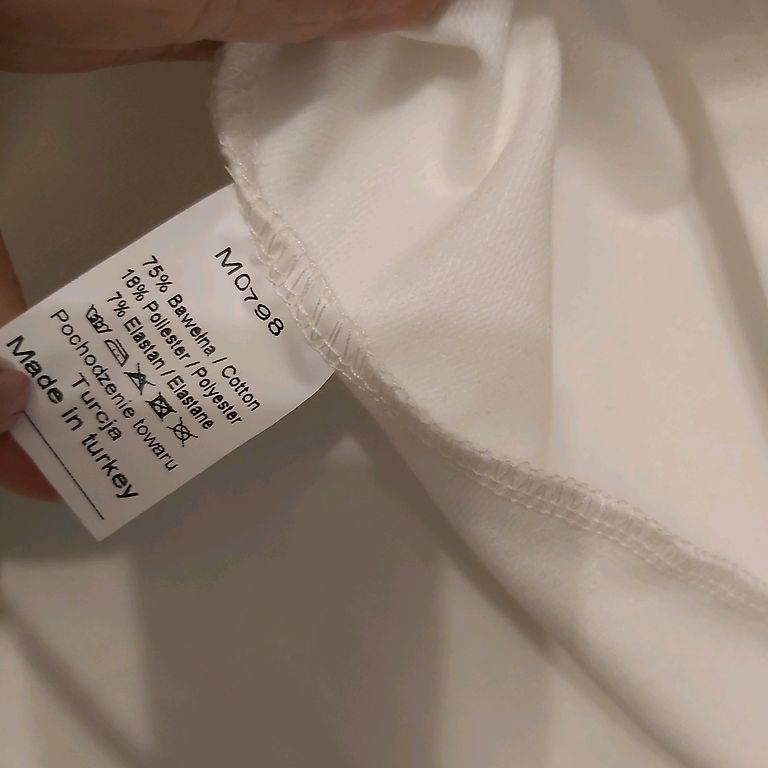 M0798
75% Bawełna / Cotton
18% Poliester / Polyester
7% Elastan / Elastane
Pochodzenie towaru
Turcja
Made in turkey